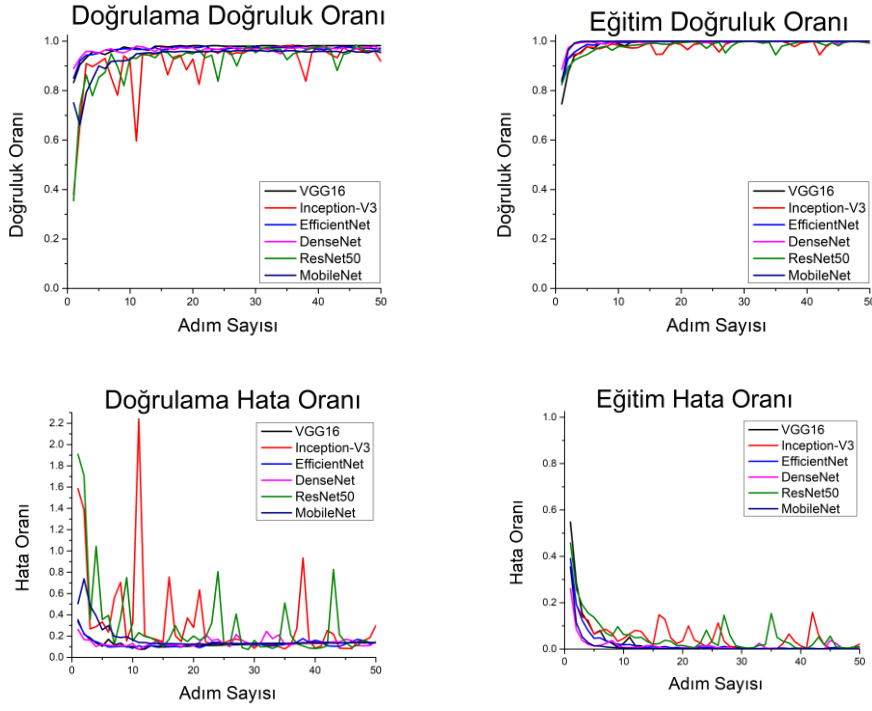 Doğrulama Doğruluk Oranı
Doğruluk Oranı
1.0
0.8
0.6
0.4
0.2
0.0
VGG16
Inception-V3
EfficientNet
DenseNet
ResNet50
MobileNet
0 10 20 30 40 50
Adım Sayısı
Eğitim Doğruluk Oranı
Doğruluk Oranı
1.0
0.8
0.6
0.4
0.2
0.0
VGG16
Inception-V3
EfficientNet
DenseNet
ResNet50
MobileNet
0 10 20 30 40 50
Adım Sayısı
Doğrulama Hata Oranı
Hata Oranı
2.2
2.0
1.8
1.6
1.4
1.2
1.0
0.8
0.6
0.4
0.2
0.0
VGG16
Inception-V3
EfficientNet
DenseNet
ResNet50
MobileNet
0 10 20 30 40 50
Adım Sayısı
Eğitim Hata Oranı
Hata Oranı
1.0
0.8
0.6
0.4
0.2
0.0
VGG16
Inception-V3
EfficientNet
DenseNet
ResNet50
MobileNet
0 10 20 30 40 50
Adım Sayısı